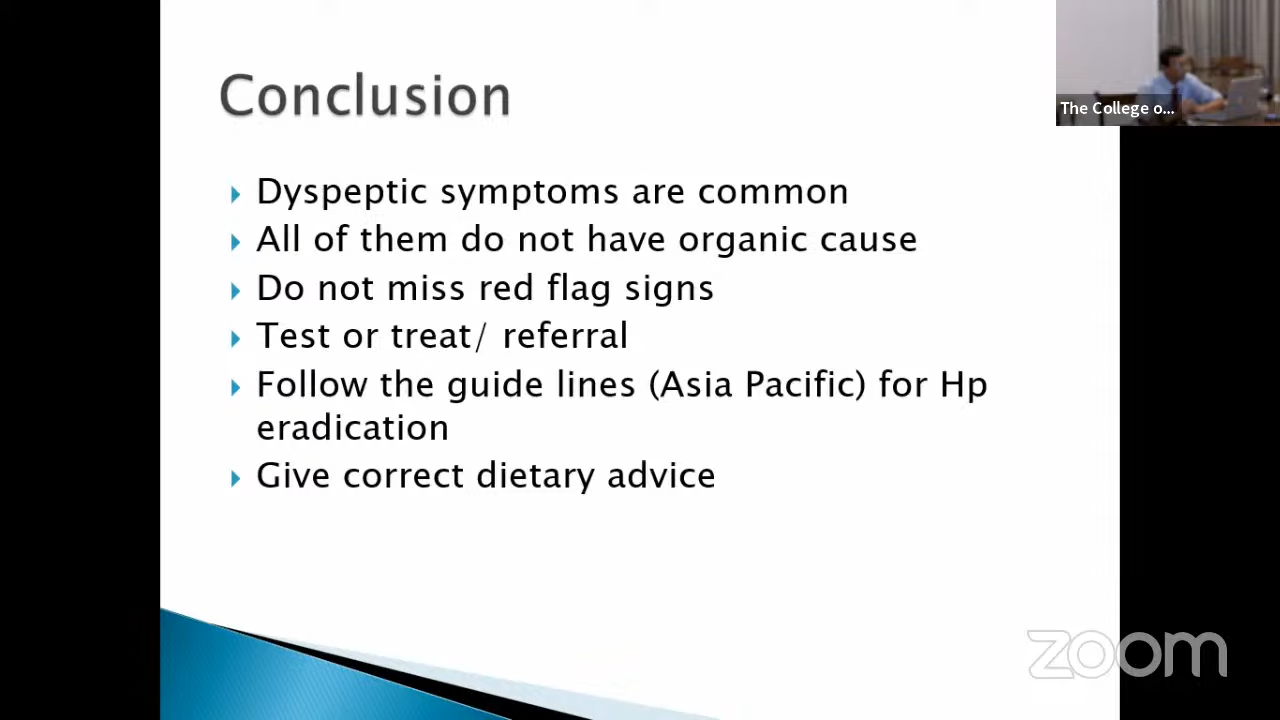 Conclusion
The College o...
Dyspeptic symptoms are common
All of them do not have organic cause
Do not miss red flag signs
Test or treat/ referral
Follow the guide lines (Asia Pacific) for Hp
eradication
Give correct dietary advice
zoom